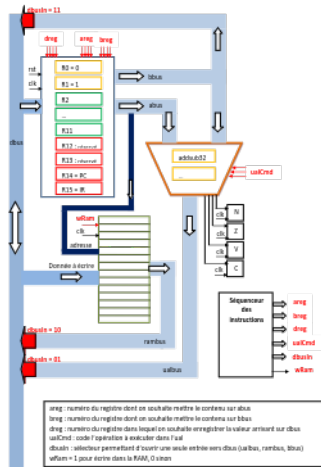 dbusIn = 11
dreg
areg
breg
rst
clk
R0 = 0
R1 = 1
R2
...
R11
R12 : internet
R13 : internet
R14 = PC
R15 = IR
bbus
abus
dbus
addsub32
...
ualCmd
wRam
clk
adresse
Donnée à écrire
clk
N
clk
Z
clk
V
clk
C
rambus
dbusIn = 10
ualbus
dbusIn = 01
Séquenceur
des
instructions
areg
breg
dreg
ualCmd
dbusIn
wRam
areg : numéro du registre dont on souhaite mettre le contenu sur abus
breg : numéro du registre dont on souhaite mettre le contenu sur bbus
dreg : numéro du registre dans lequel on souhaite enregistrer la valeur arrivant sur dbus
ualCmd : code l'opération à exécuter dans l'ual
dbusIn : sélecteur permettant d'ouvrir une seule entrée vers dbus (ualbus, rambus, bbus)
wRam = 1 pour écrire dans la RAM, 0 sinon